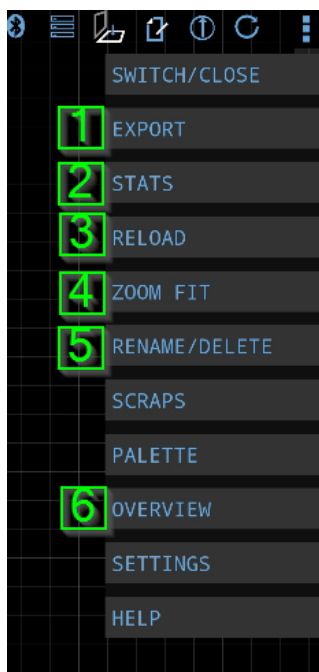 SWITCH/CLOSE
1 EXPORT
2 STATS
3 RELOAD
4 ZOOM FIT
5 RENAME/DELETE
SCRAPS
PALETTE
6 OVERVIEW
SETTINGS
HELP